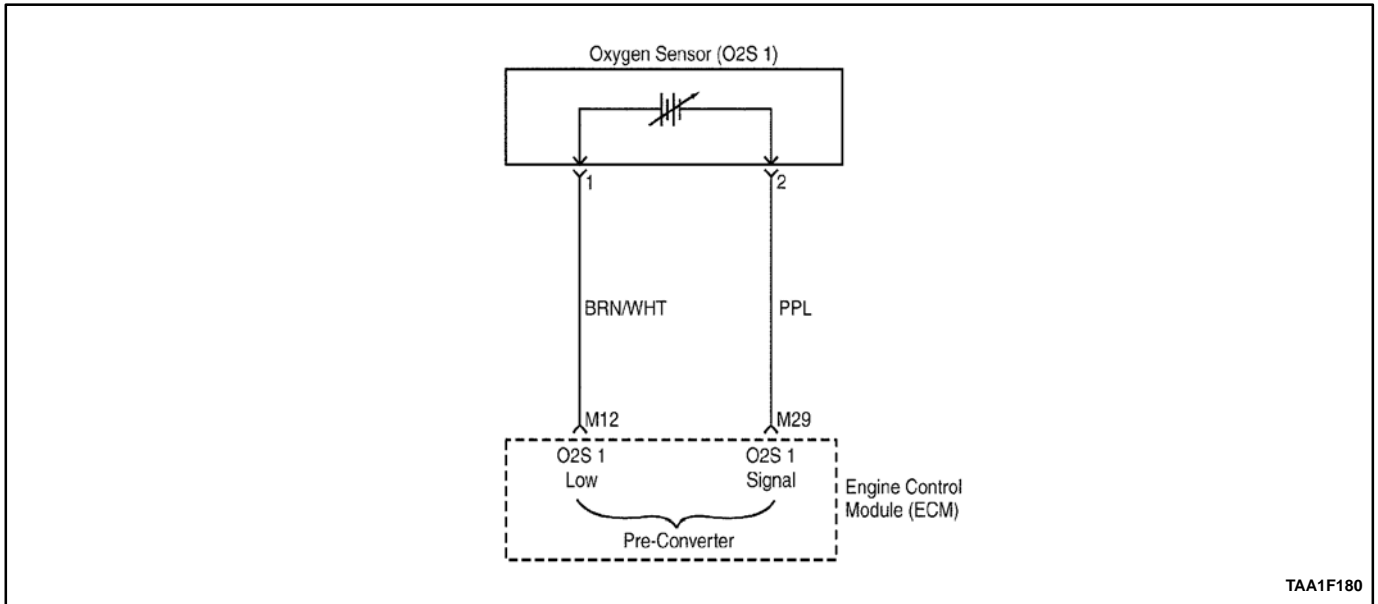 Oxygen Sensor (O2S 1)
1
2
BRN/WHT
PPL
M12
M29
O2S 1
Low
O2S 1
Signal
Pre-Converter
Engine Control
Module (ECM)
TAA1F180